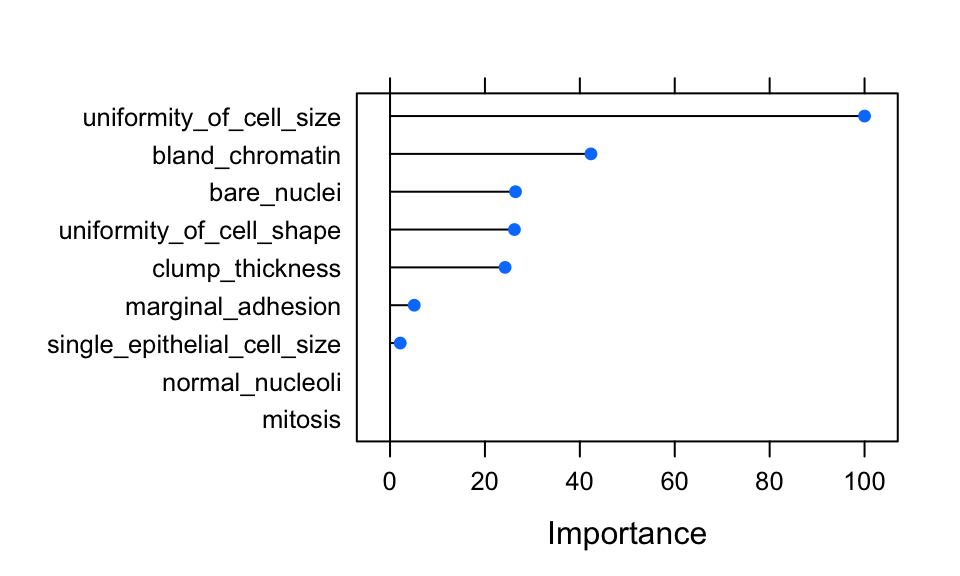 uniformity_of_cell_size
bland_chromatin
bare_nuclei
uniformity_of_cell_shape
clump_thickness
marginal_adhesion
single_epithelial_cell_size
normal_nucleoli
mitosis
0 20 40 60 80 100
Importance